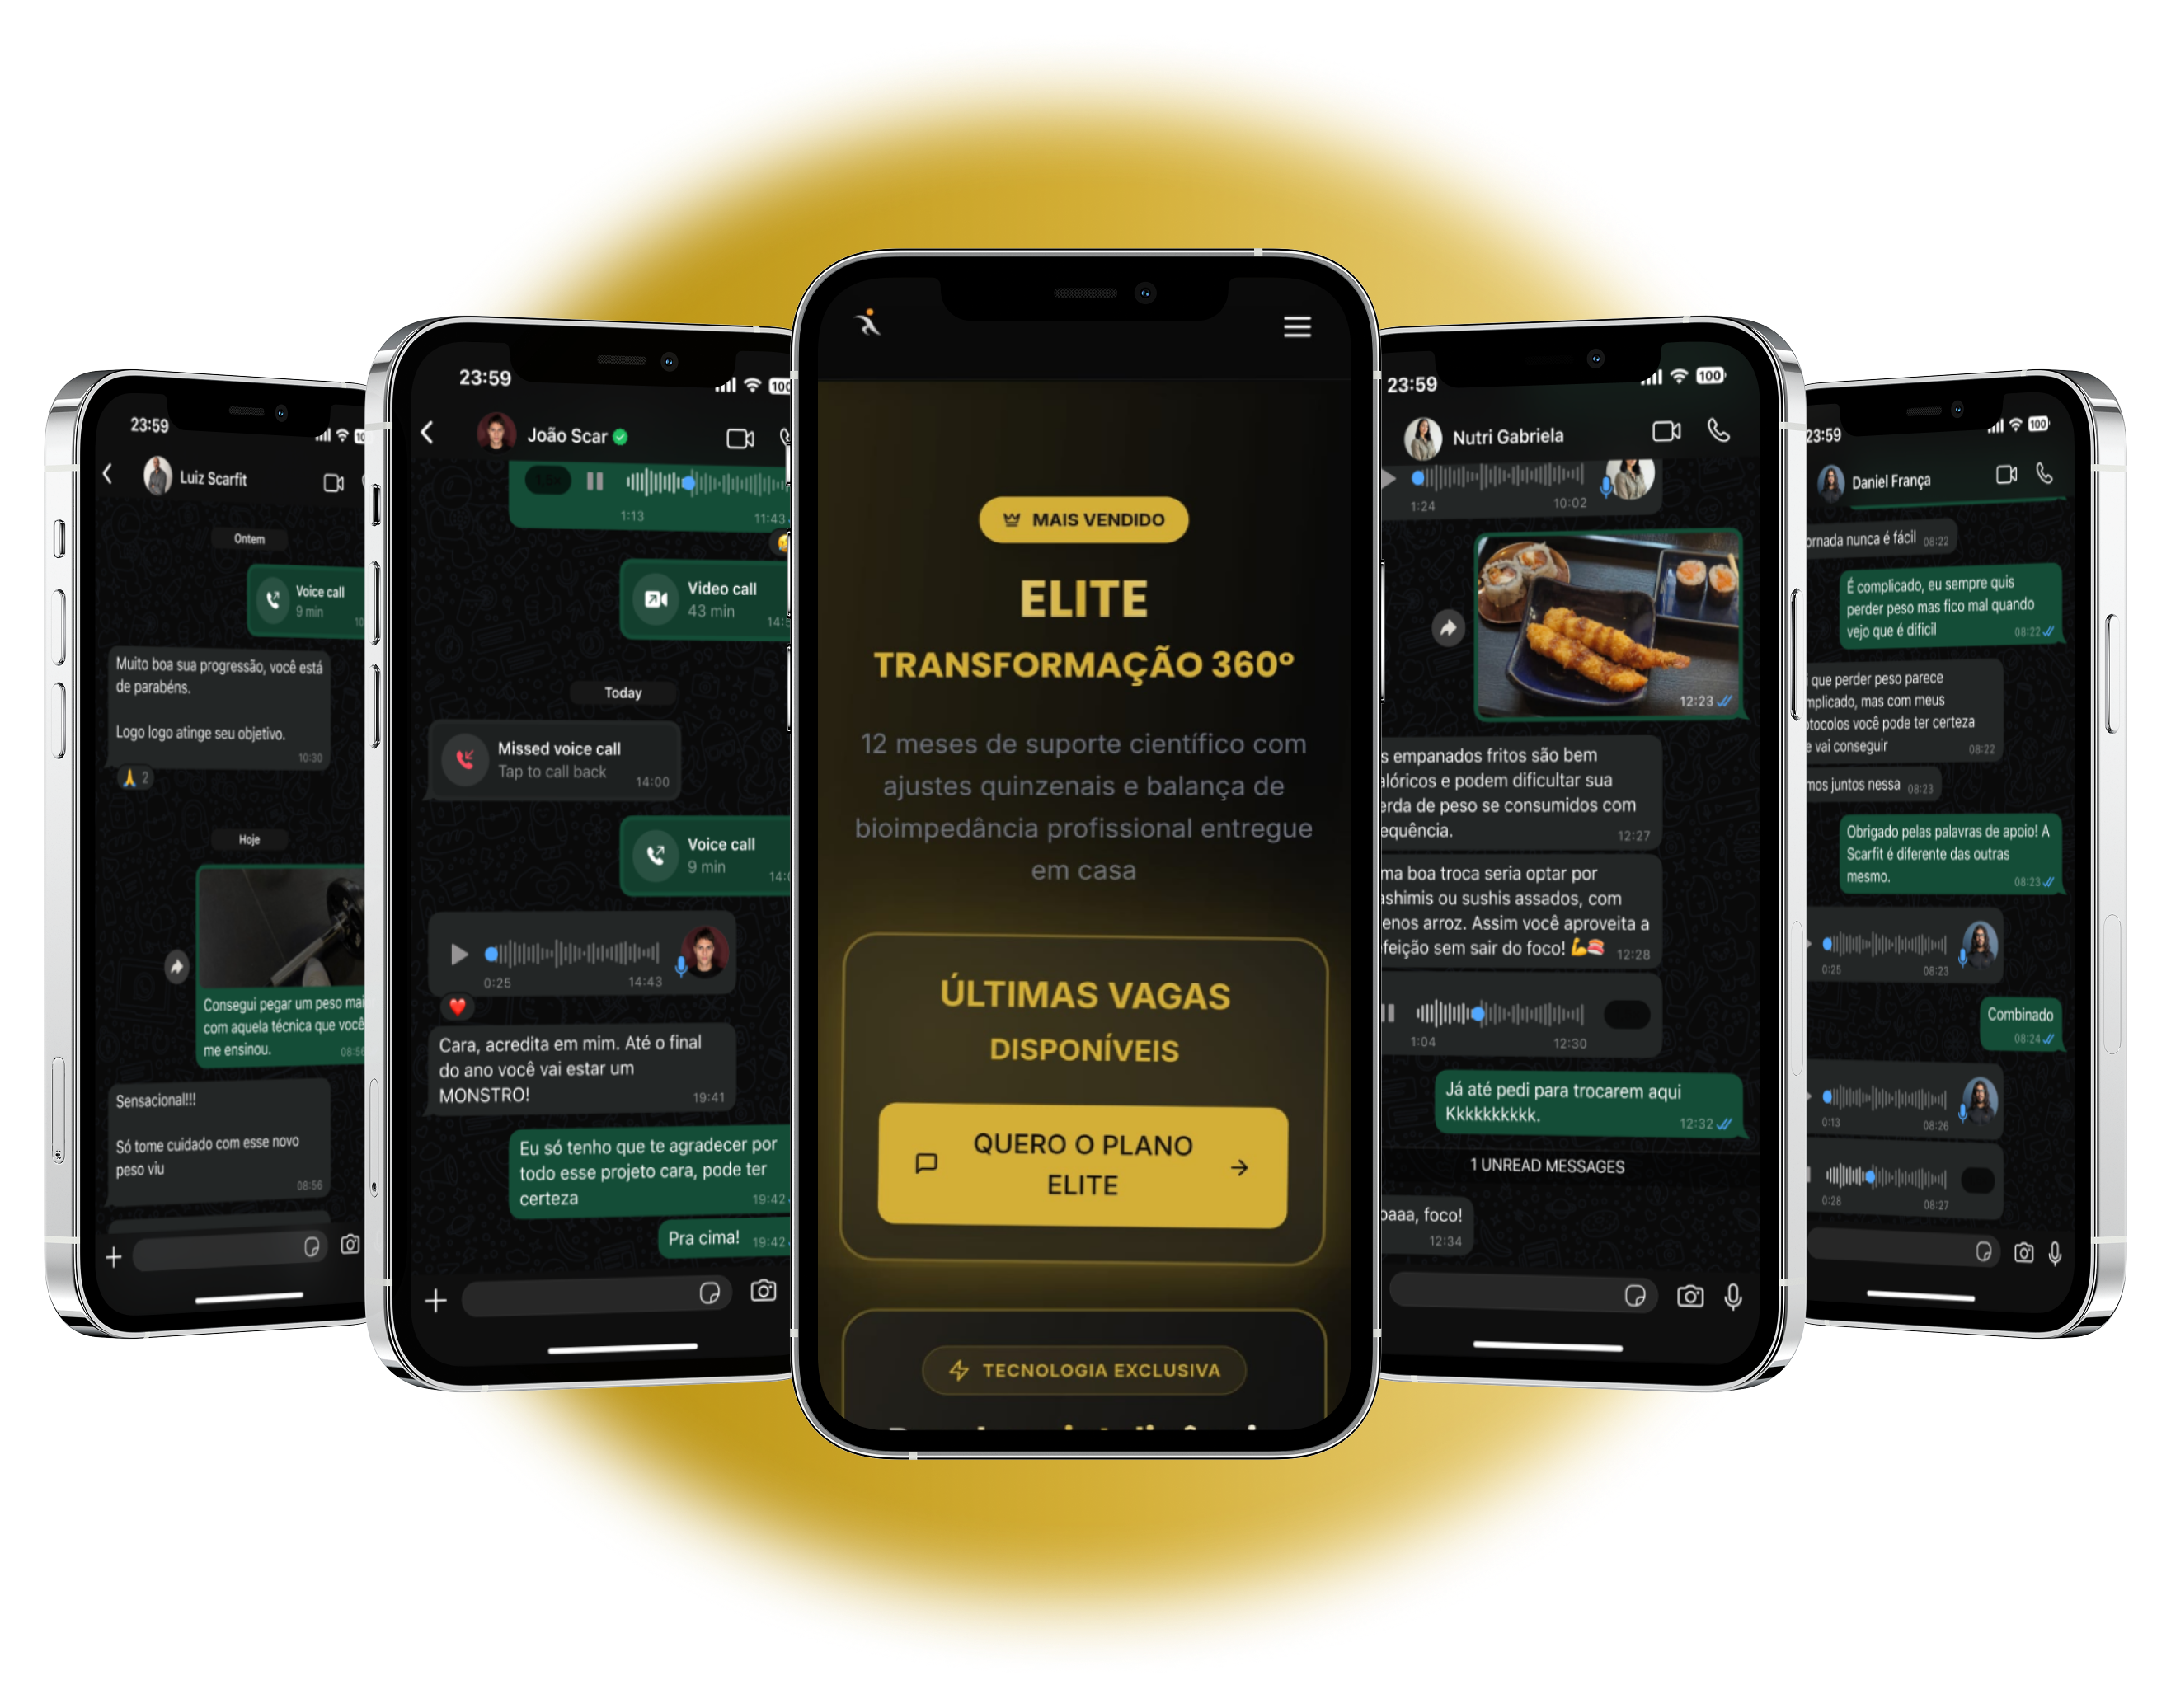 23:59
Luiz Scarfit
Ontem
Voice call
9 min
Muito boa sua progressão, você está
de parabéns.
Logo logo atinge seu objetivo.
10:30
🙏 2
Hoje
Consegui pegar um peso mai
com aquela técnica que você
me ensinou.
08:56
Sensacional!!!
Só tome cuidado com esse novo
peso viu
08:56
23:59
100
João Scar
1,5x
1:13
11:43
Video call
43 min
Today
Missed voice call
Tap to call back
14:00
Voice call
9 min
0:25
14:43
Cara, acredita em mim. Até o final
do ano você vai estar um
MONSTRO!
19:41
Eu só tenho que te agradecer por
todo esse projeto cara, pode ter
certeza
19:42
Pra cima!
19:42
MAIS VENDIDO
ELITE
TRANSFORMAÇÃO 360º
12 meses de suporte científico com
ajustes quinzenais e balança de
bioimpedância profissional entregue
em casa
ÚLTIMAS VAGAS
DISPONÍVEIS
QUERO O PLANO
ELITE
TECNOLOGIA EXCLUSIVA
23:59
100
Nutri Gabriela
1:24
10:02
12:23
s empanados fritos são bem
alóricos e podem dificultar sua
erda de peso se consumidos com
equência.
12:27
ma boa troca seria optar por
ashimis ou sushis assados, com
enos arroz. Assim você aproveita a
feição sem sair do foco! 💪🍣
12:28
1:04
12:30
Já até pedi para trocarem aqui
Kkkkkkkkkk.
12:32
1 UNREAD MESSAGES
paaa, foco!
12:34
23:59
100
Daniel França
ornada nunca é fácil
08:22
É complicado, eu sempre quis
perder peso mas fico mal quando
vejo que é dificil
08:22
i que perder peso parece
mplicado, mas com meus
otocolos você pode ter certeza
e vai conseguir
08:22
mos juntos nessa
08:23
Obrigado pelas palavras de apoio! A
Scarfit é diferente das outras
mesmo.
08:23
0:25
08:23
Combinado
08:24
0:13
08:26
0:28
08:27